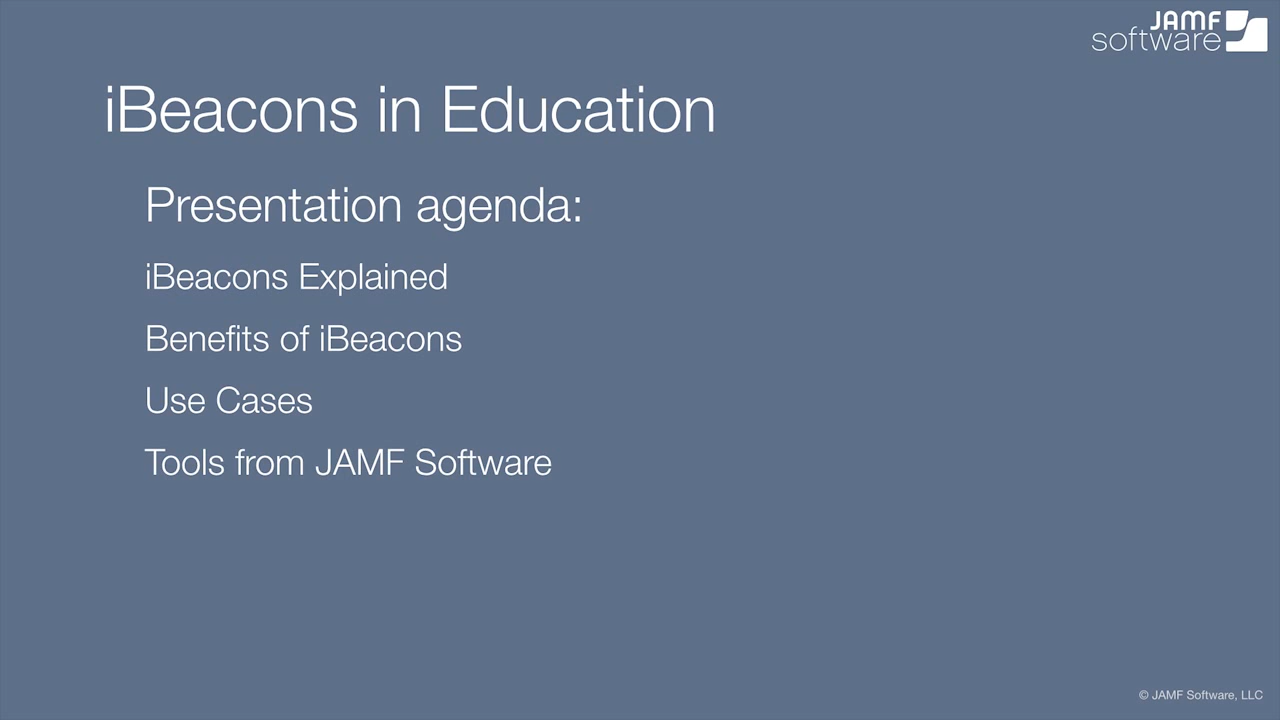 JAMF
software
iBeacons in Education
Presentation agenda:
iBeacons Explained
Benefits of iBeacons
Use Cases
Tools from JAMF Software
© JAMF Software, LLC